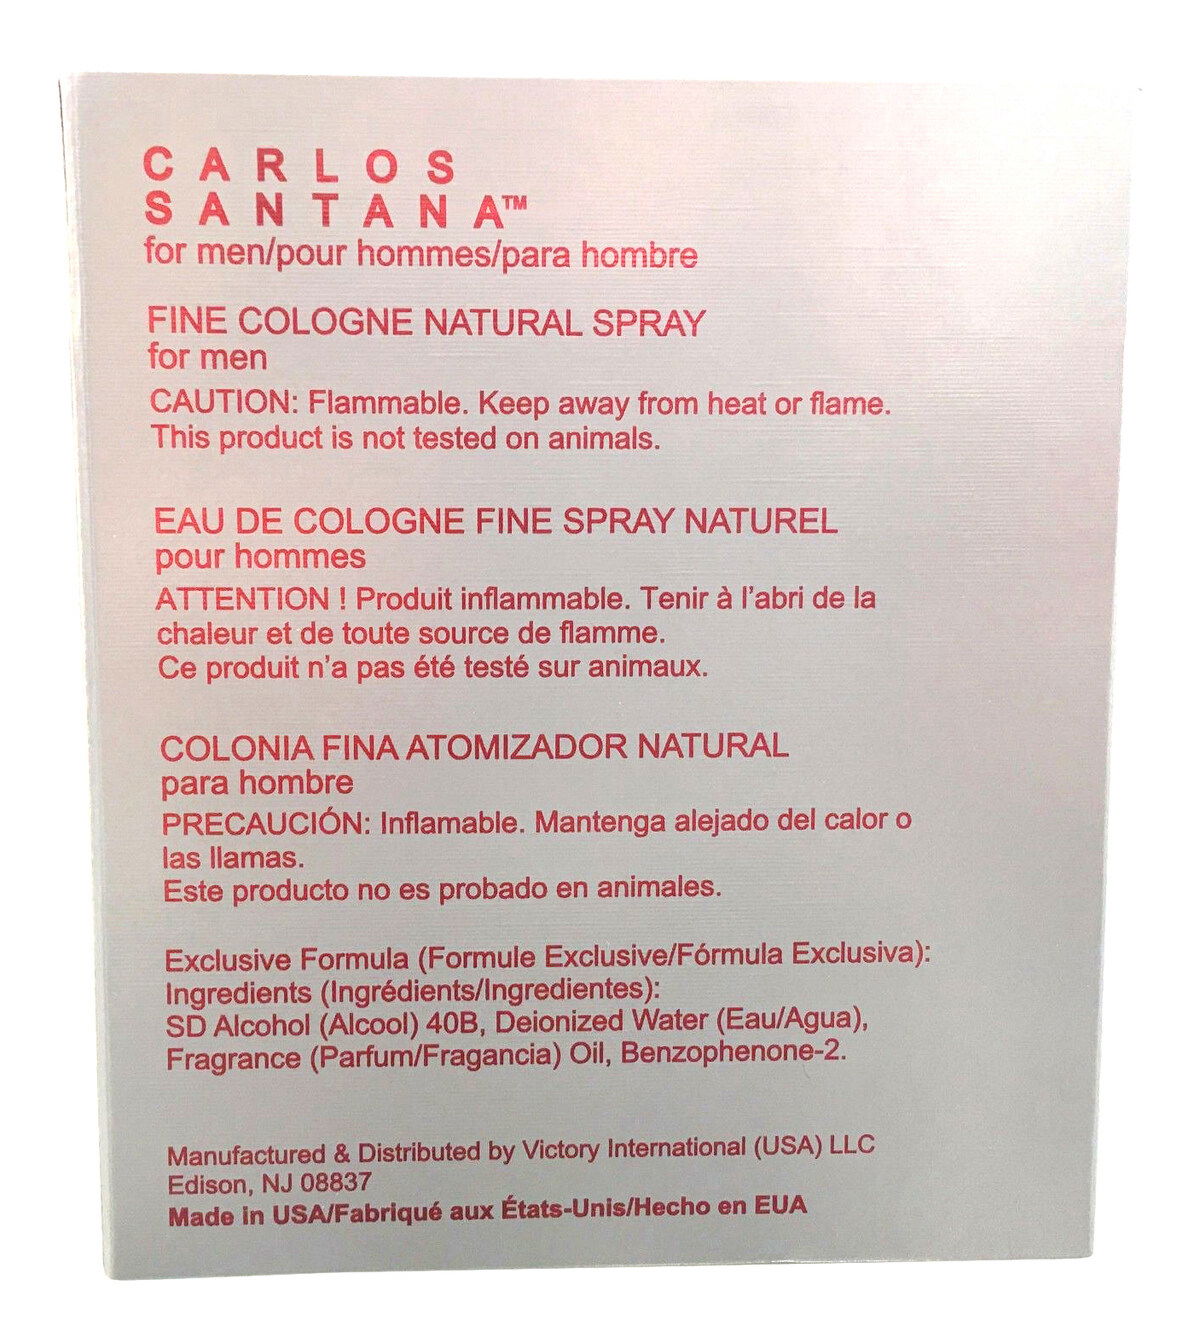 CARLOS
SANTANA™
for men/pour hommes/para hombre
FINE COLOGNE NATURAL SPRAY
for men
CAUTION: Flammable. Keep away from heat or flame.
This product is not tested on animals.
EAU DE COLOGNE FINE SPRAY NATUREL
pour hommes
ATTENTION ! Produit inflammable. Tenir à l'abri de la
chaleur et de toute source de flamme.
Ce produit n'a pas été testé sur animaux.
COLONIA FINA ATOMIZADOR NATURAL
para hombre
PRECAUCIÓN: Inflamable. Mantenga alejado del calor o
las llamas.
Este producto no es probado en animales.
Exclusive Formula (Formule Exclusive/Fórmula Exclusiva):
Ingredients (Ingrédients/Ingredientes):
SD Alcohol (Alcool) 40B, Deionized Water (Eau/Agua),
Fragrance (Parfum/Fragancia) Oil, Benzophenone-2.
Manufactured & Distributed by Victory International (USA) LLC
Edison, NJ 08837
Made in USA/Fabriqué aux États-Unis/Hecho en EUA